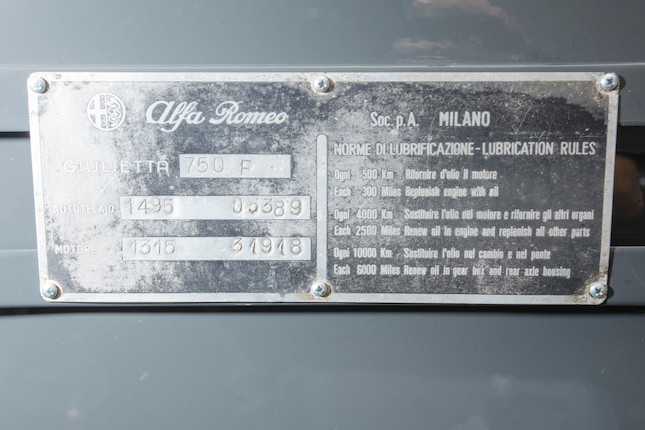 Alfa Romeo
GIULIETTA 750 F
AUTOTELAIO 1495 05389
MOTORE 1315 31918
Soc. p.A. MILANO
NORME DI LUBRIFICAZIONE - LUBRICATION RULES
Ogni 500 Km Rifornire d'olio il motore
Each 300 Miles Replenish engine with oil
Ogni 4000 Km Sostituire l'olio nel motore e rifornire gli altri organi
Each 2500 Miles Renew oil in engine and replenish all other parts
Ogni 10000 Km Sostituire l'olio nel cambio e nel ponte
Each 6000 Miles Renew oil in gear box and rear axle housing